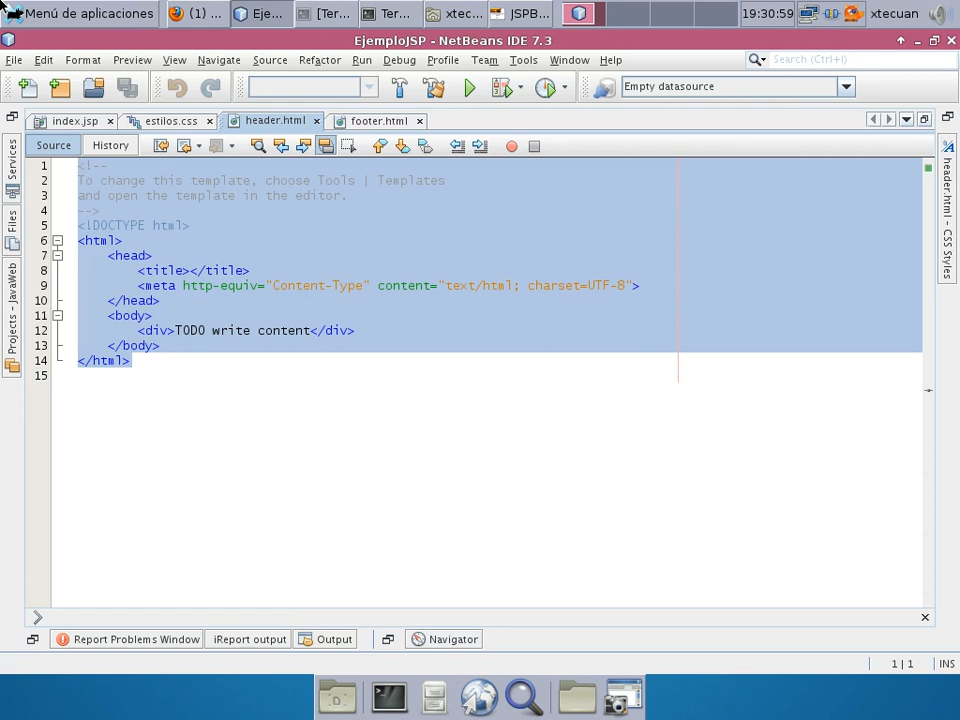 Menú de aplicaciones
(1) ...
Eje...
[Ter...
Ter...
xtec...
JSPB...
19:30:59
xtecuan
EjemploJSP - NetBeans IDE 7.3
File Edit Format Preview View Navigate Source Refactor Run Debug Profile Team Tools Window Help
Search (Ctrl+I)
Empty datasource
index.jsp
estilos.css
header.html
footer.html
Source History
Services
Files
Projects - JavaWeb
1 <!--
2 To change this template, choose Tools | Templates
3 and open the template in the editor.
4 -->
5 <!DOCTYPE html>
6 <html>
7 <head>
8 <title></title>
9 <meta http-equiv="Content-Type" content="text/html; charset=UTF-8">
10 </head>
11 <body>
12 <div>TODO write content</div>
13 </body>
14 </html>
15
header.html - CSS Styles
Report Problems Window
iReport output
Output
Navigator
1 | 1 INS